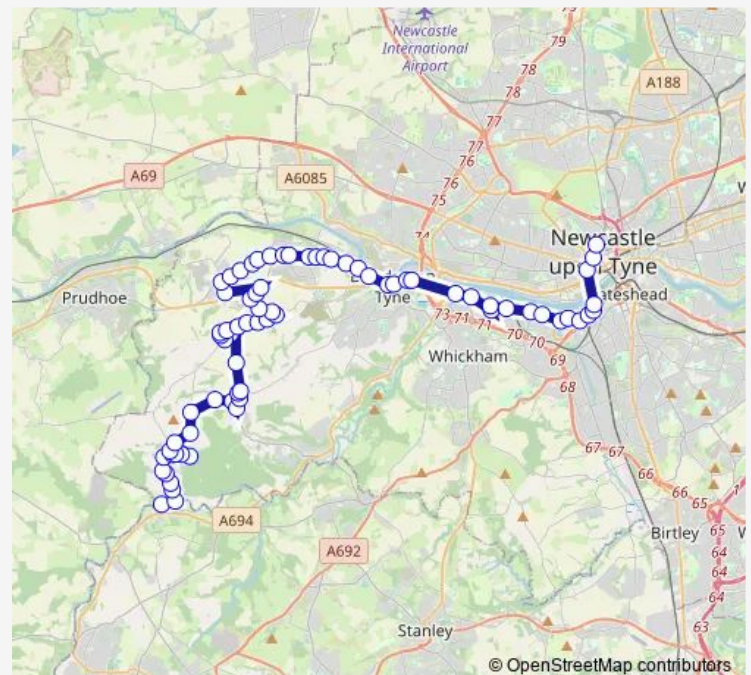 79
Newcastle
International
Airport
78
A188
78
77
77
76
A69
A6085
76
75
74
Newcastle
upon Tyne
Prudhoe
Tyne
Gateshead
73
71
71
70
70
Whickham
69
68
67
67
66
66
65
A694
65
A692
Birtley
64
64
Stanley
63
© OpenStreetMap contributors